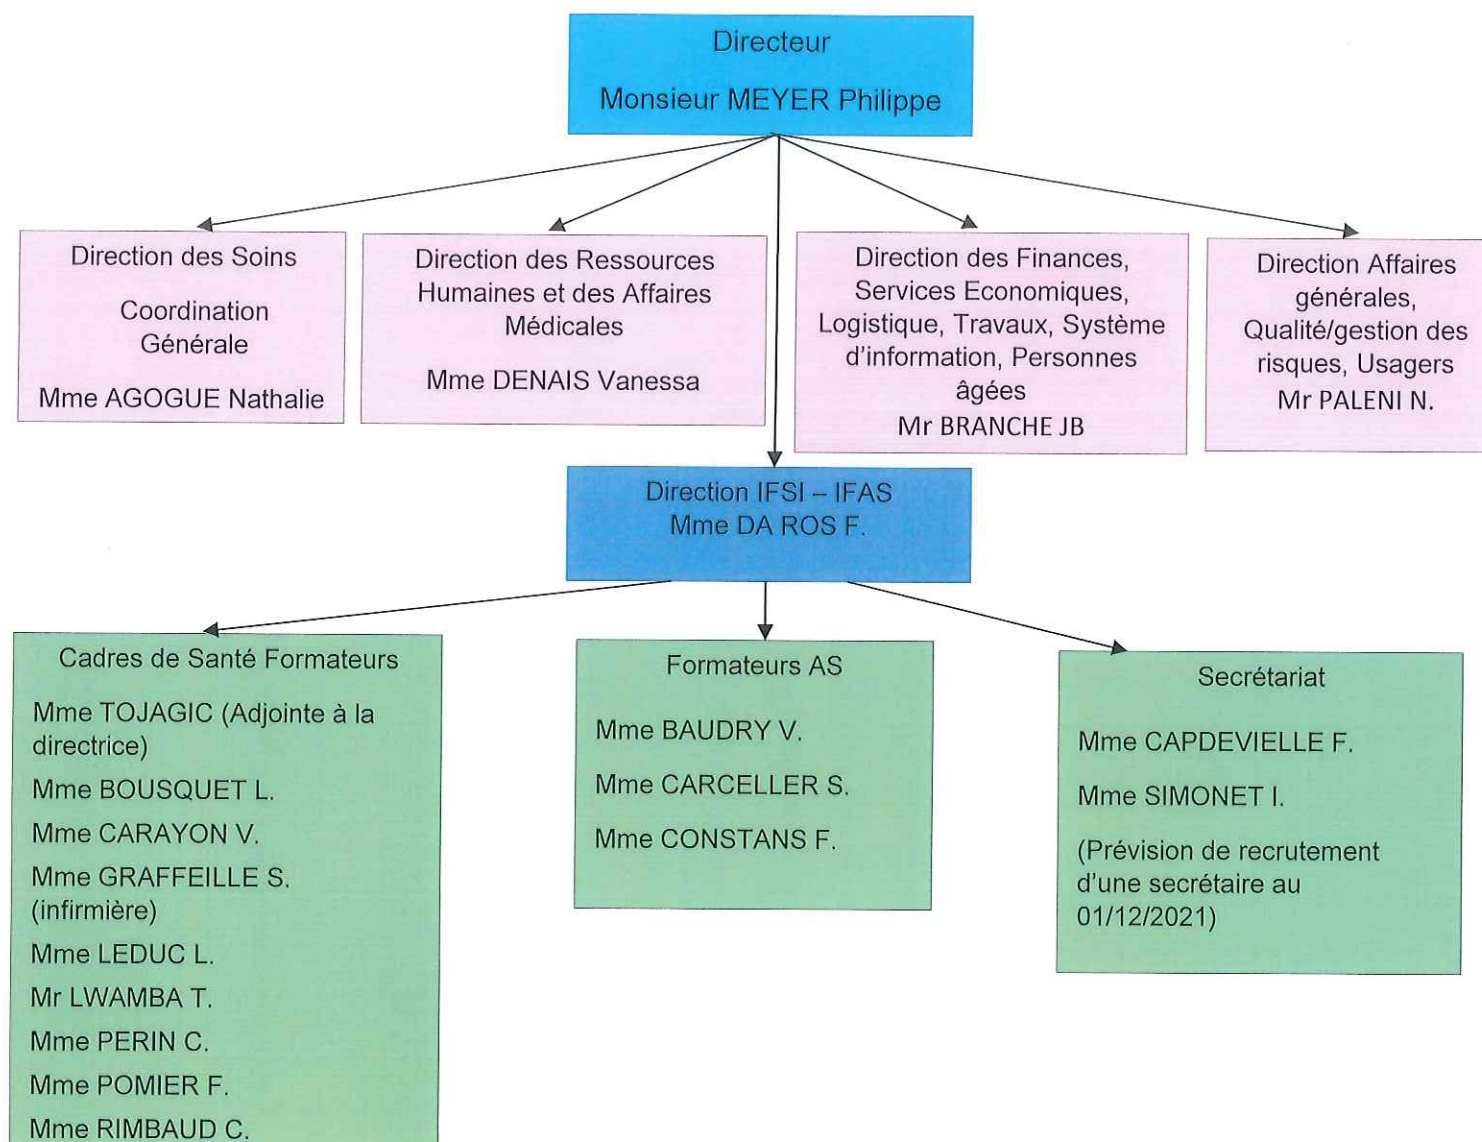 Directeur
Monsieur MEYER Philippe
Direction des Soins
Coordination
Générale
Mme AGOGUE Nathalie
Direction des Ressources
Humaines et des Affaires
Médicales
Mme DENAIS Vanessa
Direction des Finances,
Services Economiques,
Logistique, Travaux, Système
d'information, Personnes
âgées
Mr BRANCHE JB
Direction Affaires
générales,
Qualité/gestion des
risques, Usagers
Mr PALENI N.
Direction IFSI – IFAS
Mme DA ROS F.
Cadres de Santé Formateurs
Mme TOJAGIC (Adjointe à la
directrice)
Mme BOUSQUET L.
Mme CARAYON V.
Mme GRAFFEILLE S.
(infirmière)
Mme LEDUC L.
Mr LWAMBA T.
Mme PERIN C.
Mme POMIER F.
Mme RIMBAUD C.
Formateurs AS
Mme BAUDRY V.
Mme CARCELLER S.
Mme CONSTANS F.
Secrétariat
Mme CAPDEVIELLE F.
Mme SIMONET I.
(Prévision de recrutement
d'une secrétaire au
01/12/2021)